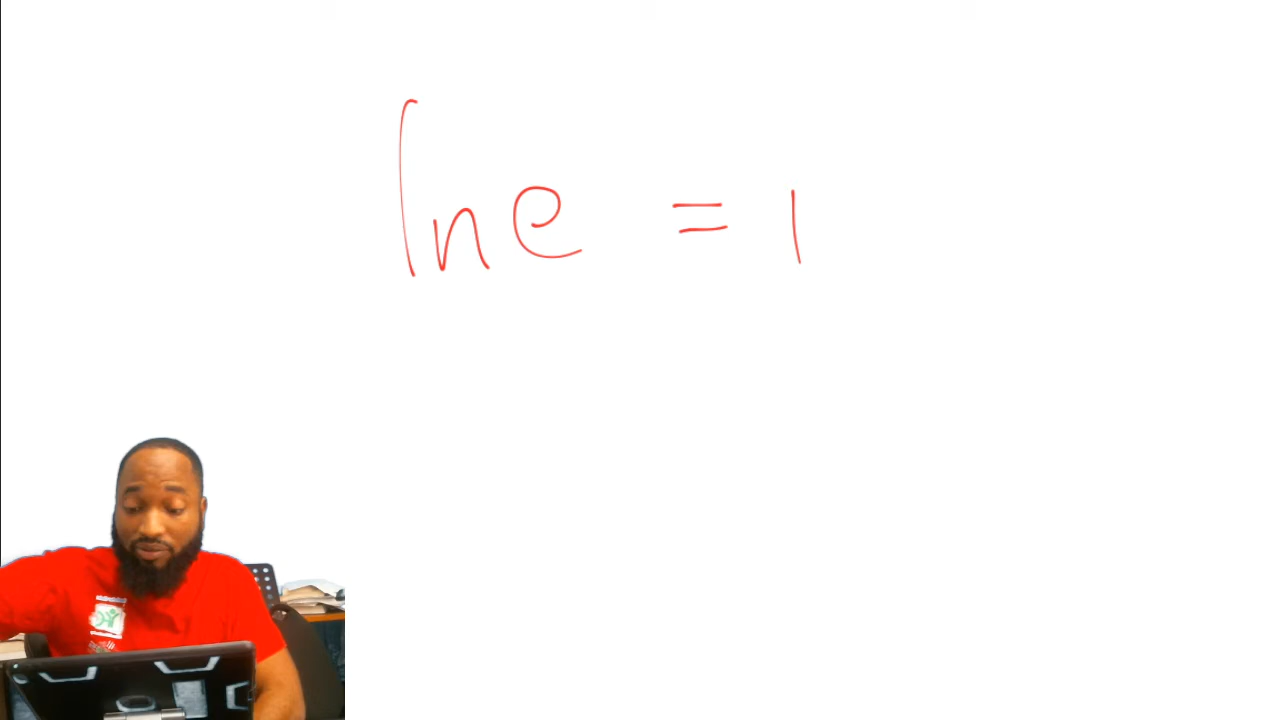 ln e = 1